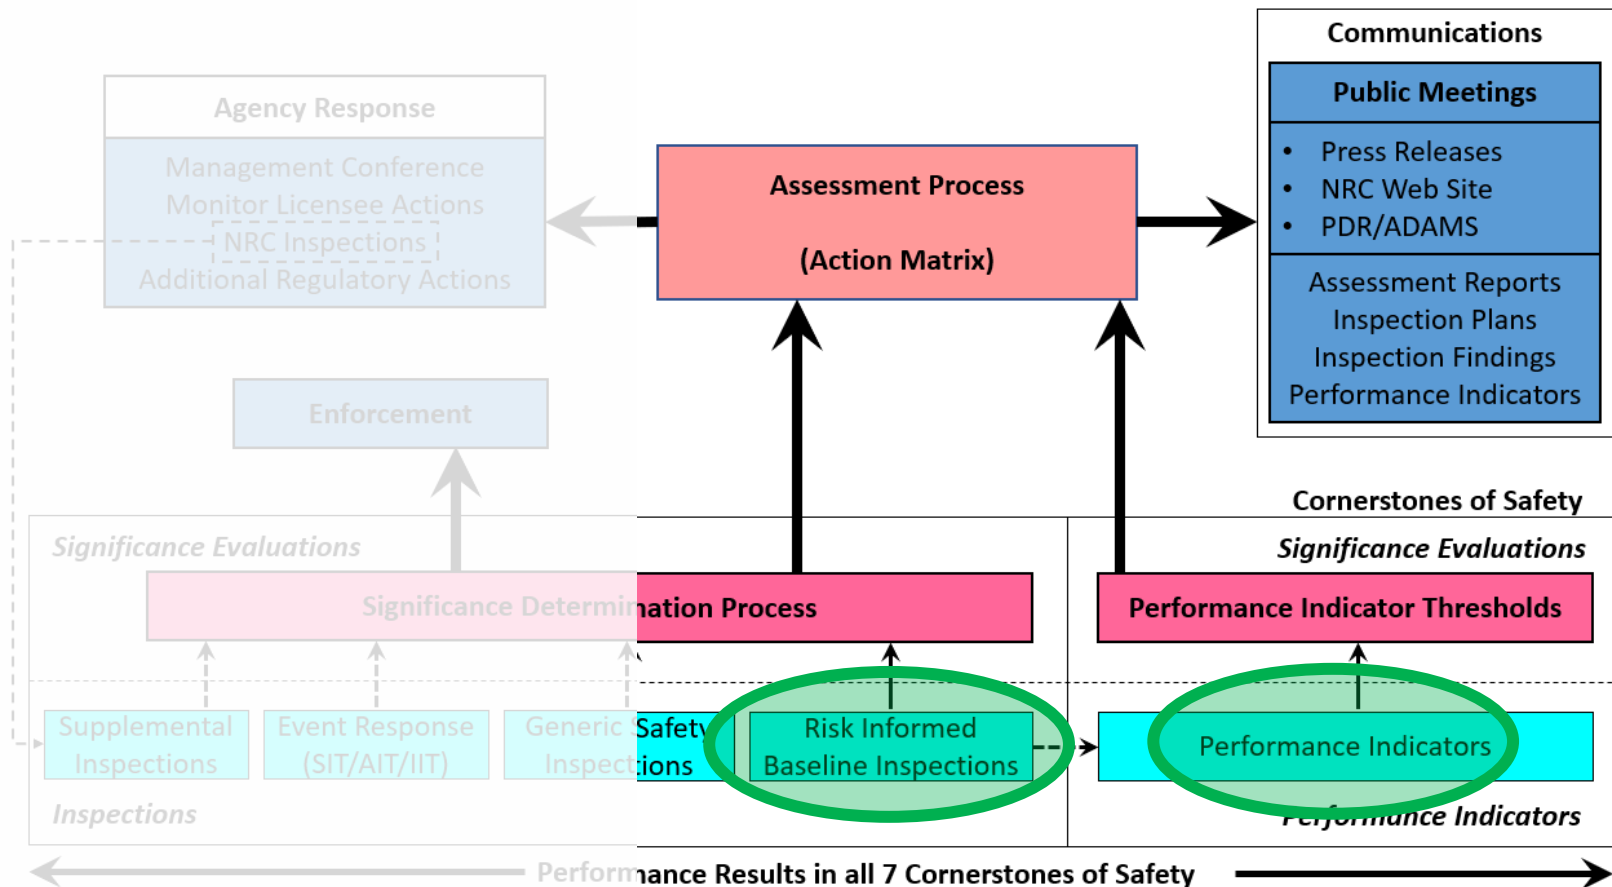 Communications
Public Meetings
• Press Releases
• NRC Web Site
• PDR/ADAMS
Assessment Reports
Inspection Plans
Inspection Findings
Performance Indicators
Agency Response
Management Conference
Monitor Licensee Actions
NRC Inspections
Additional Regulatory Actions
Assessment Process
(Action Matrix)
Enforcement
Cornerstones of Safety
Significance Evaluations
Significance Evaluations
Significance Determination Process
Performance Indicator Thresholds
Supplemental
Inspections
Event Response
(SIT/AIT/IIT)
Generic Safety
Inspections
Risk Informed
Baseline Inspections
Performance Indicators
Inspections
Performance Indicators
Performance Results in all 7 Cornerstones of Safety